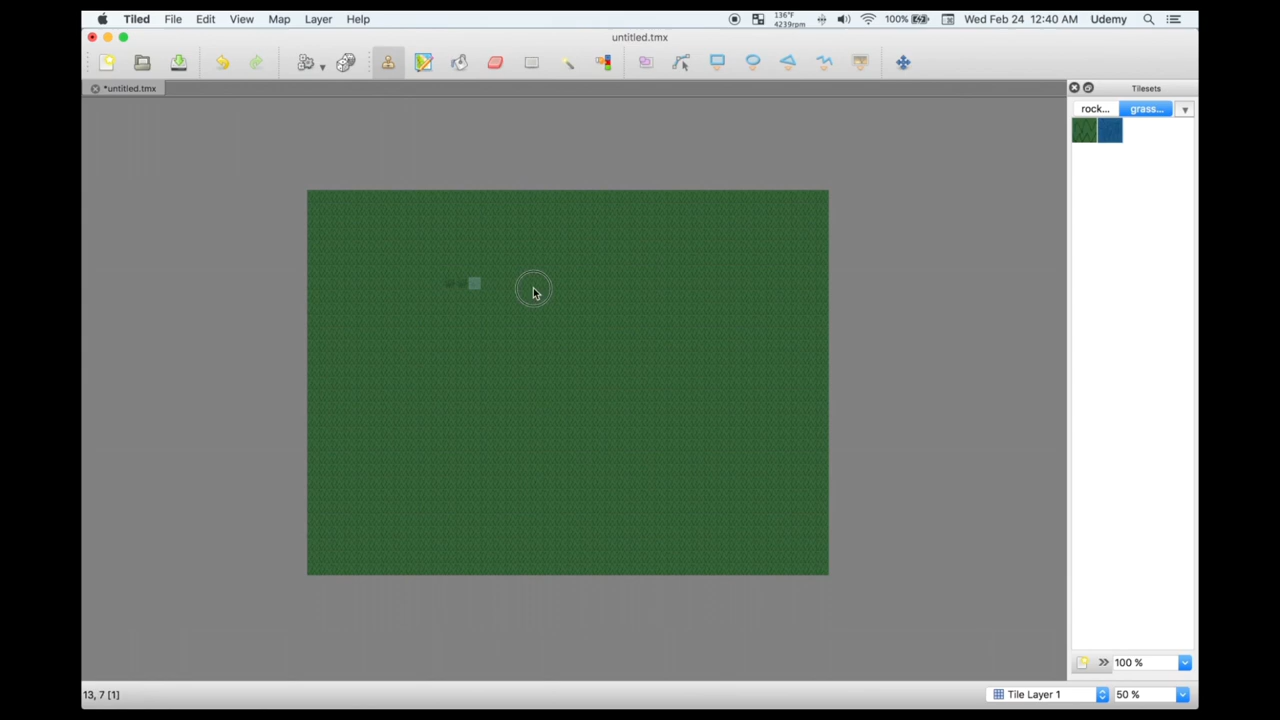 Tiled File Edit View Map Layer Help 136°F 4239rpm 100% Wed Feb 24 12:40 AM Udemy
untitled.tmx
*untitled.tmx
Tilesets
rock... grass...
100 %
13, 7 [1]
Tile Layer 1
50 %